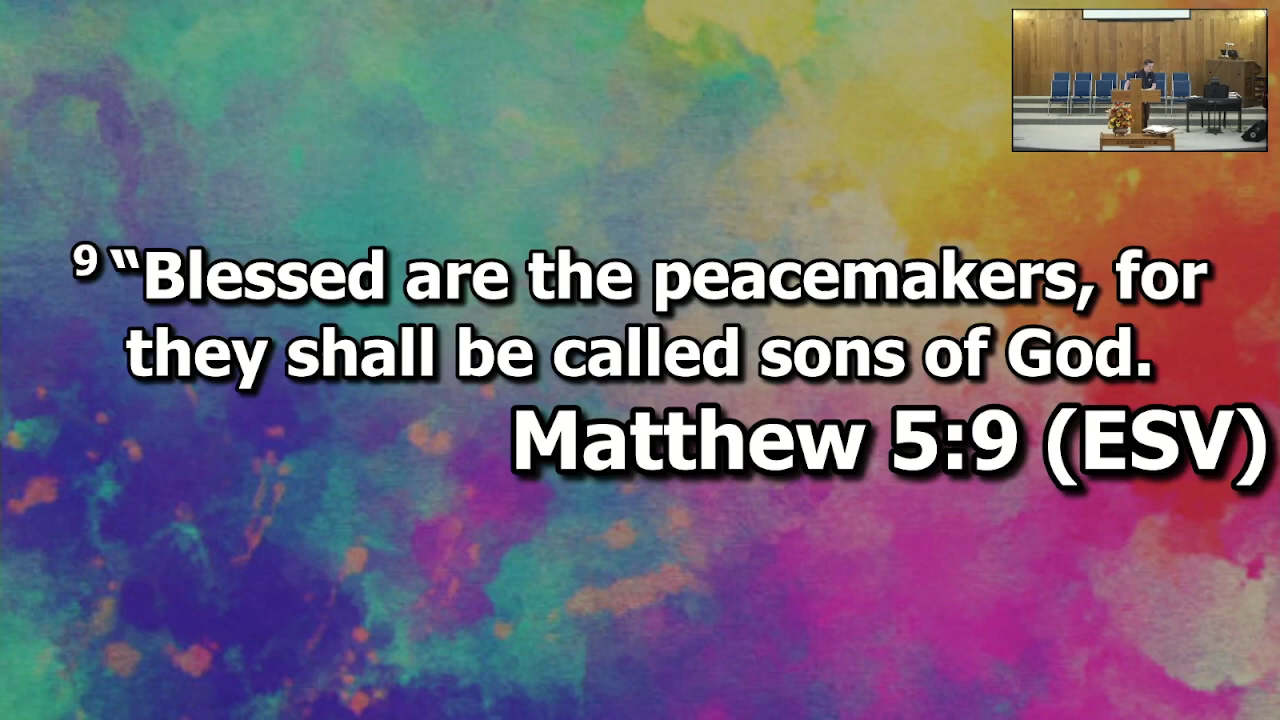 9 “Blessed are the peacemakers, for
they shall be called sons of God.
Matthew 5:9 (ESV)